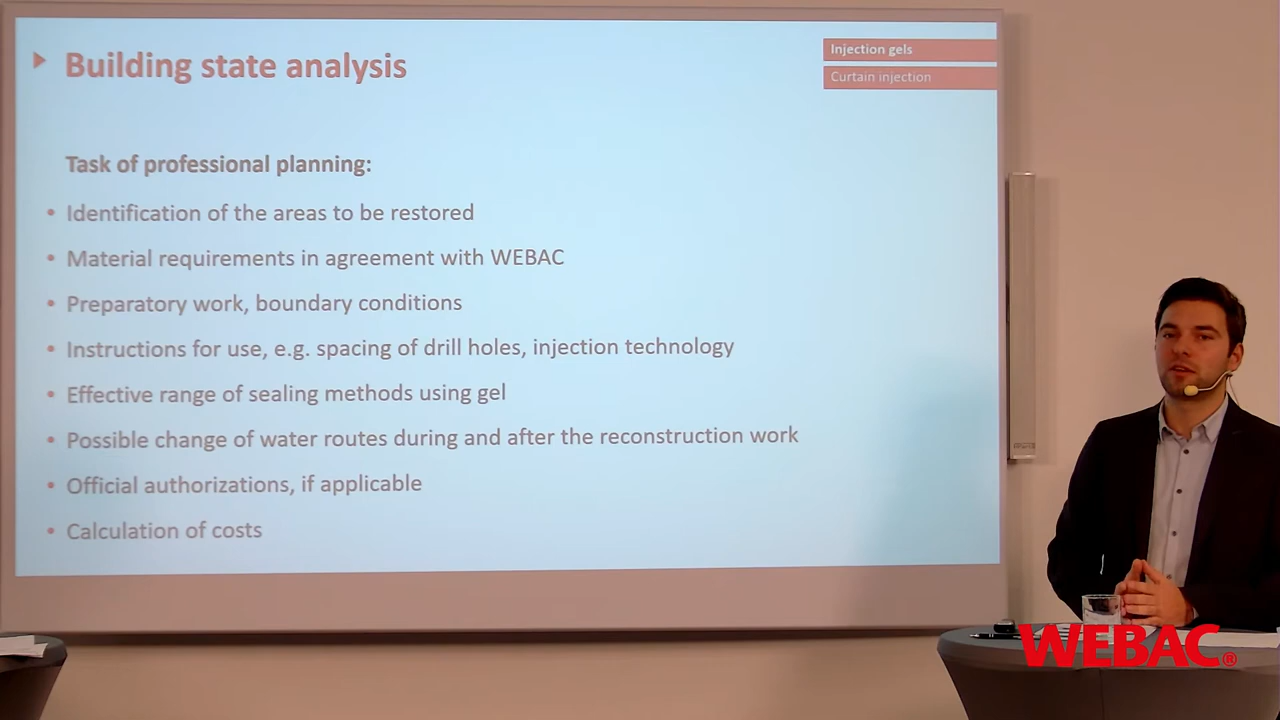 Building state analysis
Injection gels
Curtain injection
Task of professional planning:
• Identification of the areas to be restored
• Material requirements in agreement with WEBAC
• Preparatory work, boundary conditions
• Instructions for use, e.g. spacing of drill holes, injection technology
• Effective range of sealing methods using gel
• Possible change of water routes during and after the reconstruction work
• Official authorizations, if applicable
• Calculation of costs
WEBAC®